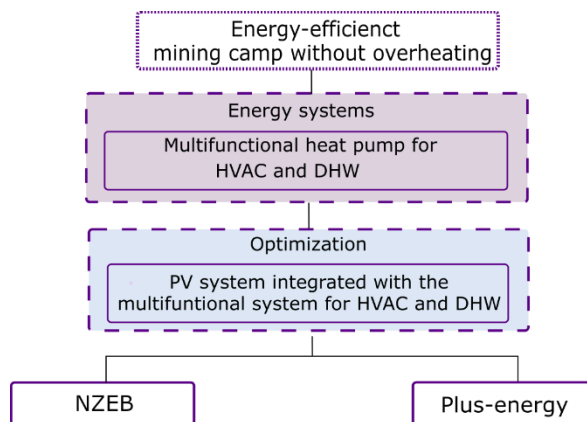 Energy-efficienct
mining camp without overheating
Energy systems
Multifunctional heat pump for
HVAC and DHW
Optimization
PV system integrated with the
multifuntional system for HVAC and DHW
NZEB
Plus-energy